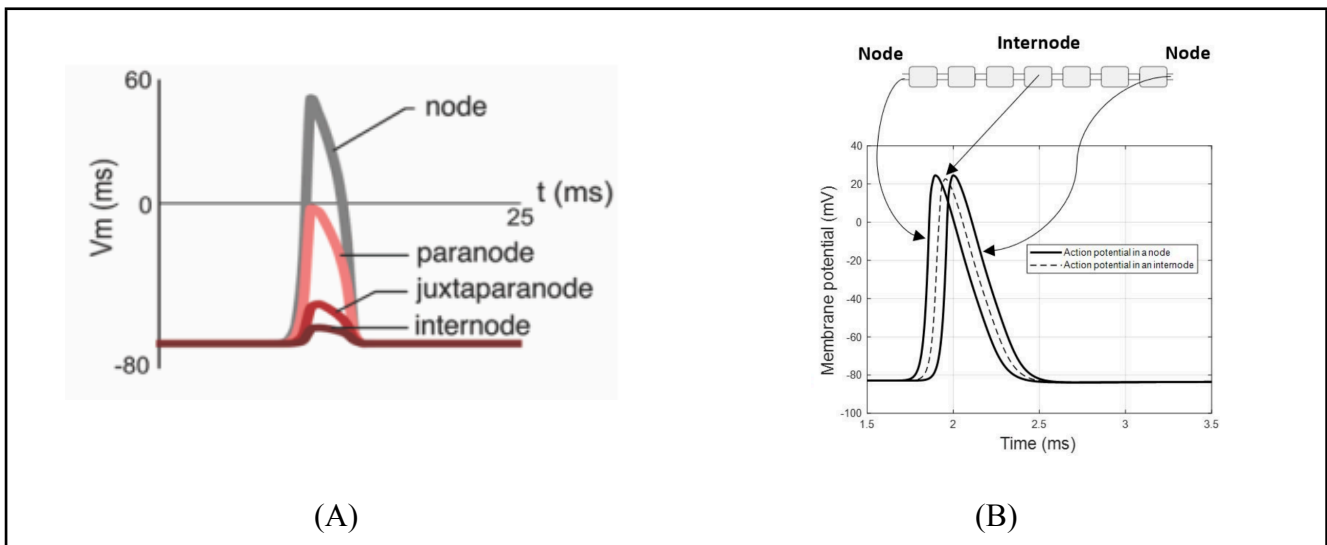 60
node
Vm (ms)
0
t (ms)
25
paranode
juxtaparanode
internode
-80
(A)
Internode
Node
Node
40
20
0
-20
-40
-60
-80
-100
Membrane potential (mV)
Action potential in a node
Action potential in an internode
1.5
2
2.5
3
3.5
Time (ms)
(B)